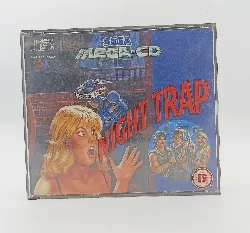 SEGA
MEGA-CD
NIGHT TRAP
15